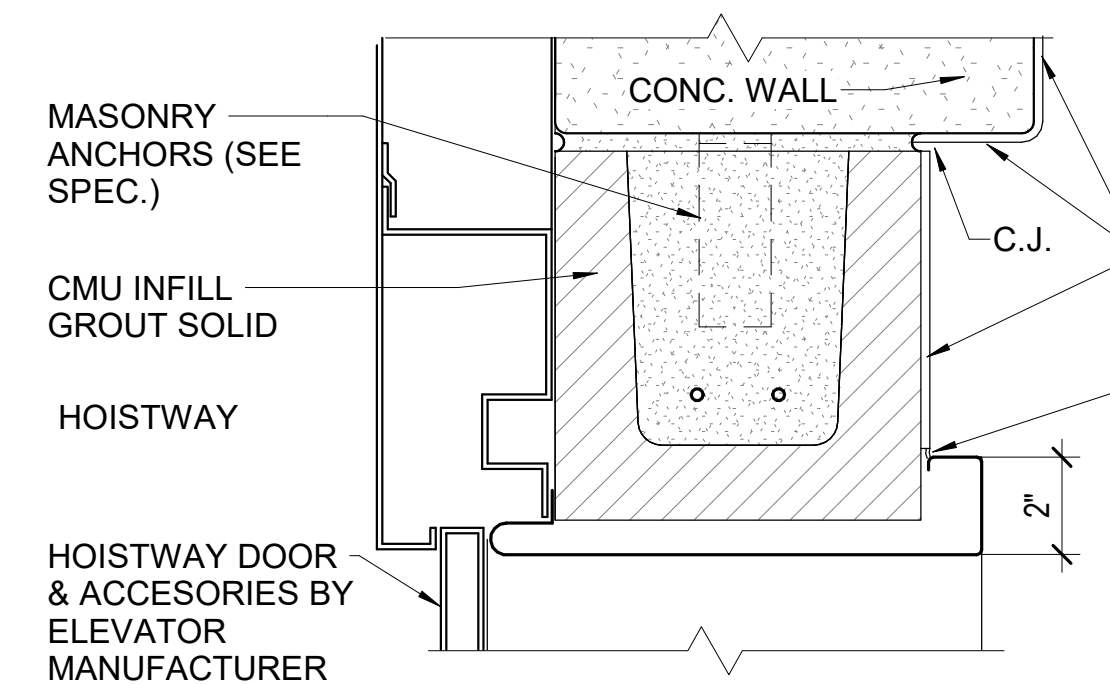 CONC. WALL
MASONRY
ANCHORS (SEE
SPEC.)
C.J.
CMU INFILL
GROUT SOLID
HOISTWAY
2"
HOISTWAY DOOR
& ACCESORIES BY
ELEVATOR
MANUFACTURER